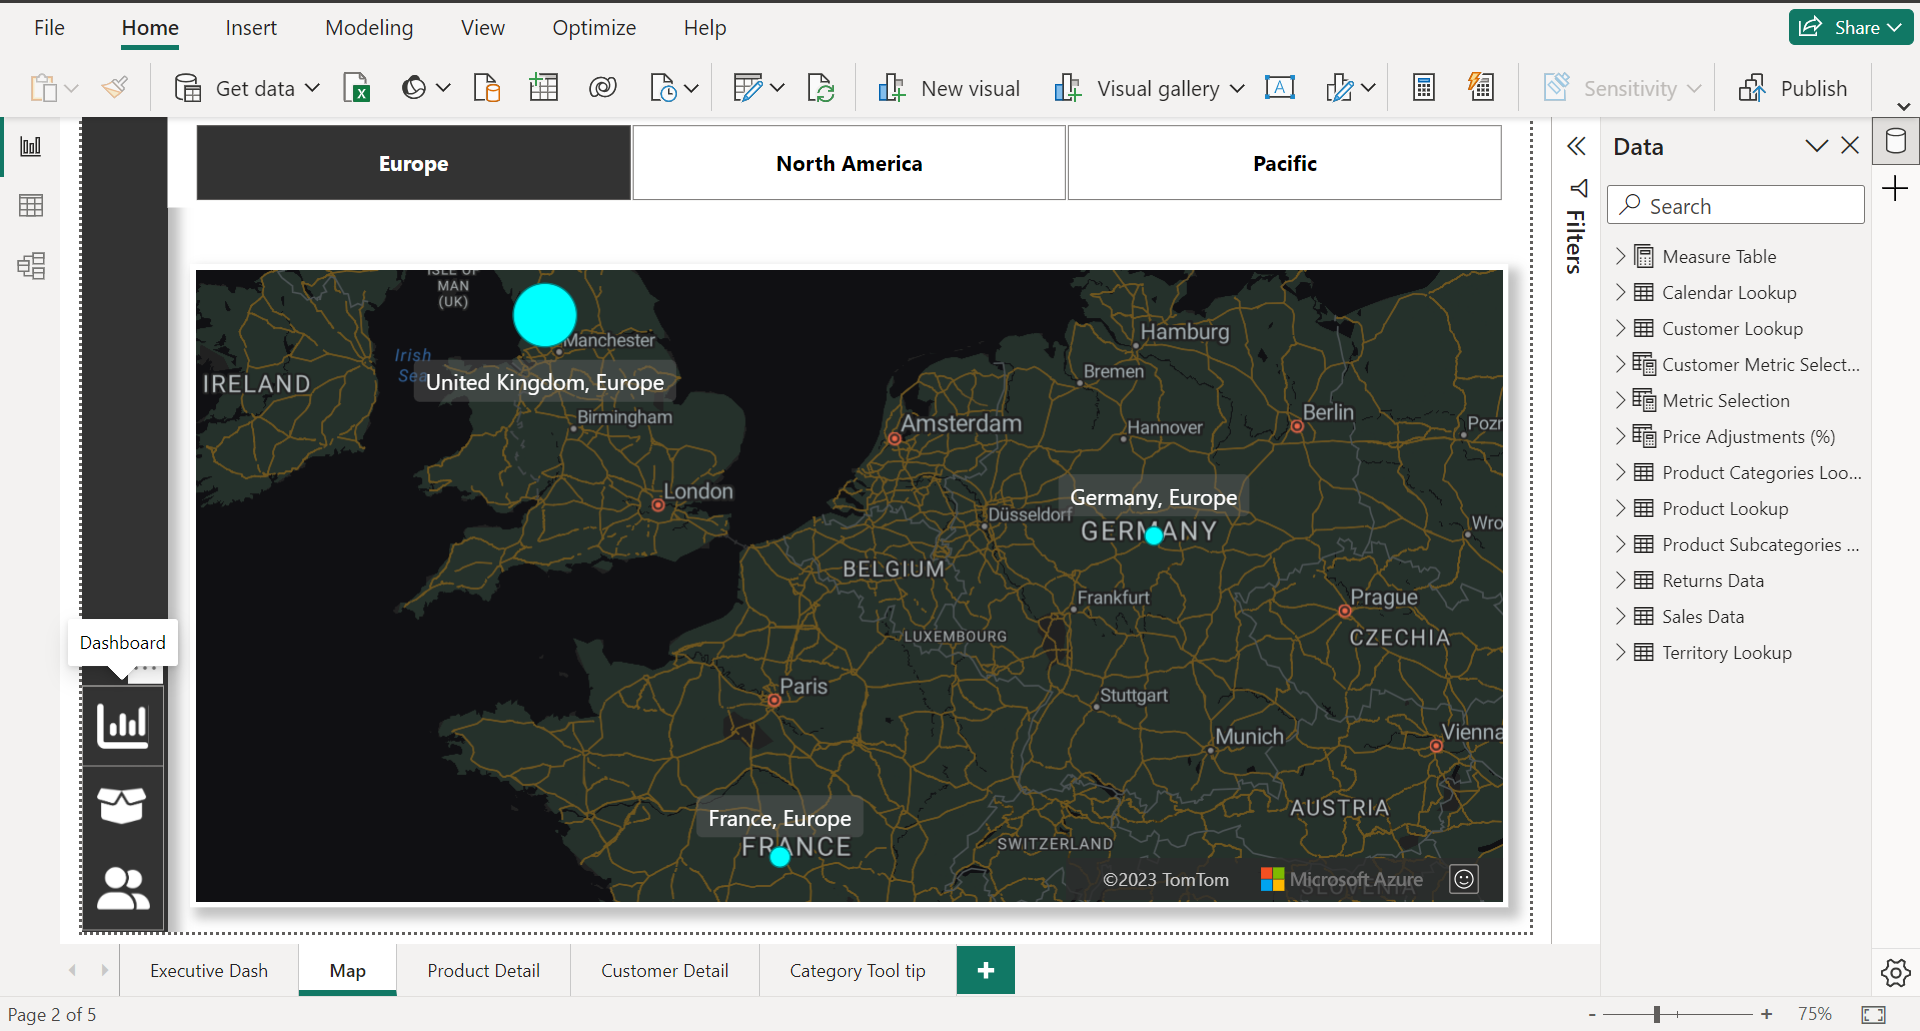 File Home Insert Modeling View Optimize Help Share
Get data New visual Visual gallery Sensitivity Publish
Europe North America Pacific
Filters
Data
Search
Measure Table
Calendar Lookup
Customer Lookup
Customer Metric Select...
Metric Selection
Price Adjustments (%)
Product Categories Loo...
Product Lookup
Product Subcategories ...
Returns Data
Sales Data
Territory Lookup
ISLE OF
MAN
(UK)
Manchester
Irish
Sea
IRELAND
United Kingdom, Europe
Birmingham
London
Hamburg
Bremen
Amsterdam
Hannover
Berlin
Pozn
Germany, Europe
Düsseldorf
GERMANY
Wro
BELGIUM
Frankfurt
Prague
LUXEMBOURG
CZECHIA
Paris
Stuttgart
Munich
Vienna
France, Europe
FRANCE
AUSTRIA
SWITZERLAND
SLOVENIA
©2023 TomTom Microsoft Azure
Dashboard
Executive Dash Map Product Detail Customer Detail Category Tool tip +
Page 2 of 5
- + 75%